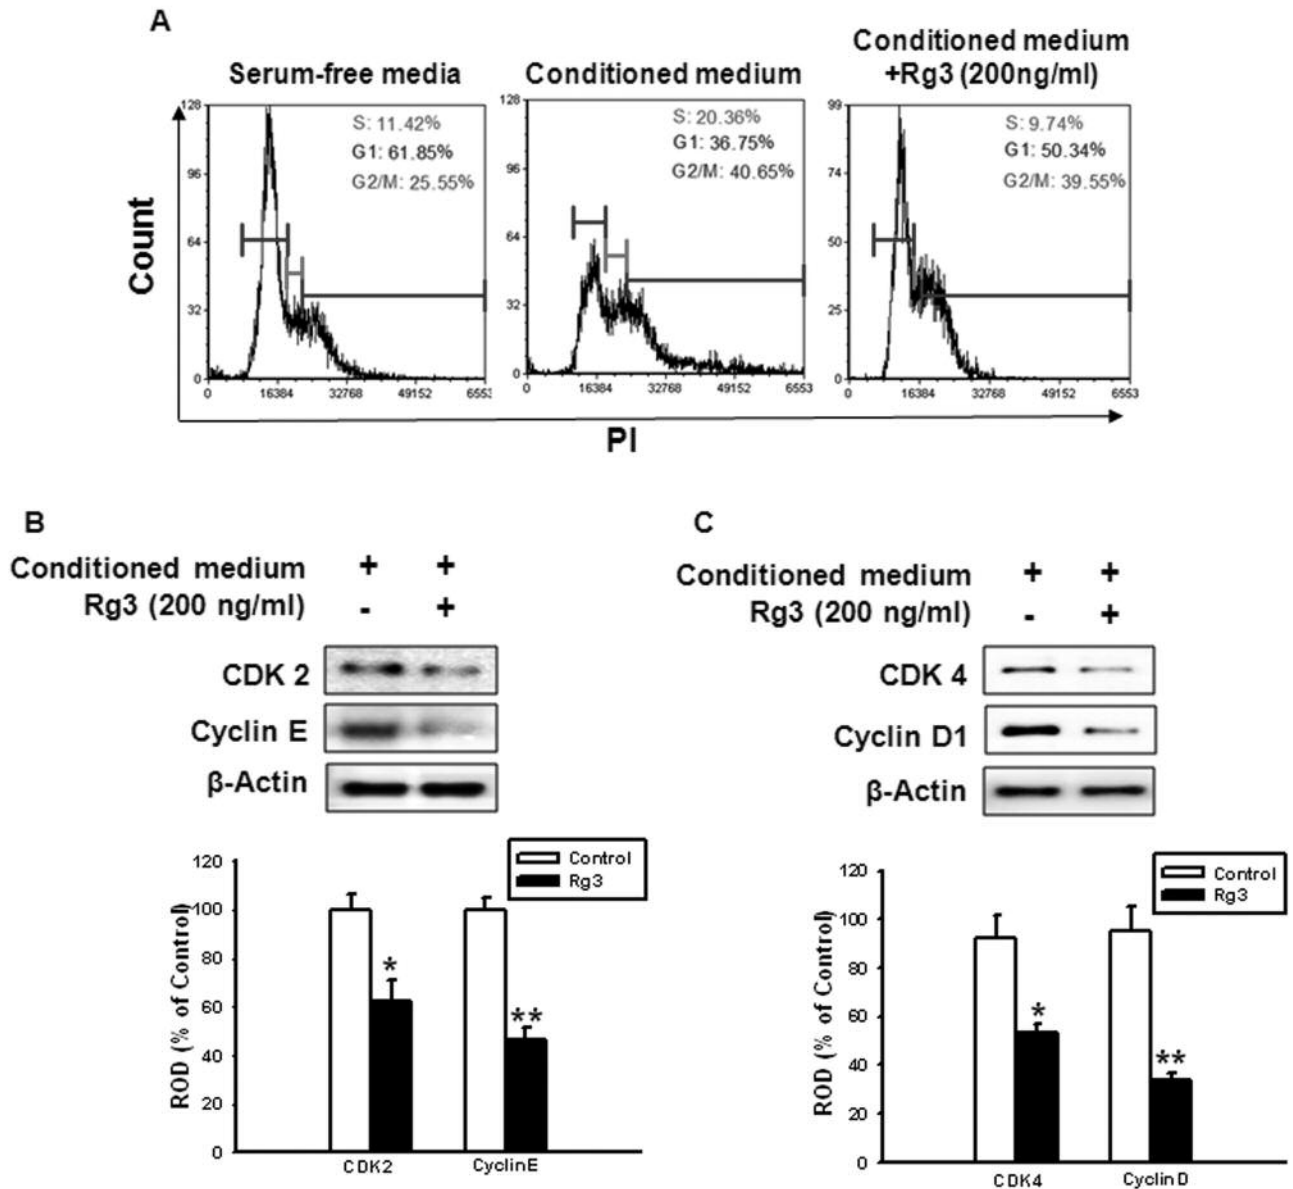 A
Serum-free media
Conditioned medium
Conditioned medium
+Rg3 (200ng/ml)
Count
128
96
64
32
0
S: 11.42%
G1: 61.85%
G2/M: 25.55%
0 16384 32768 49152 6553
128
96
64
32
0
S: 20.36%
G1: 36.75%
G2/M: 40.65%
0 16384 32768 49152 6553
99
74
50
25
0
S: 9.74%
G1: 50.34%
G2/M: 39.55%
0 16384 32768 49152 6553
PI
B
Conditioned medium + +
Rg3 (200 ng/ml) - +
CDK 2
Cyclin E
β-Actin
Control
Rg3
ROD (% of Control)
120
100
80
60
40
20
0
*
**
CDK2 CyclinE
C
Conditioned medium + +
Rg3 (200 ng/ml) - +
CDK 4
Cyclin D1
β-Actin
Control
Rg3
ROD (% of Control)
120
100
80
60
40
20
0
*
**
CDK4 Cyclin D